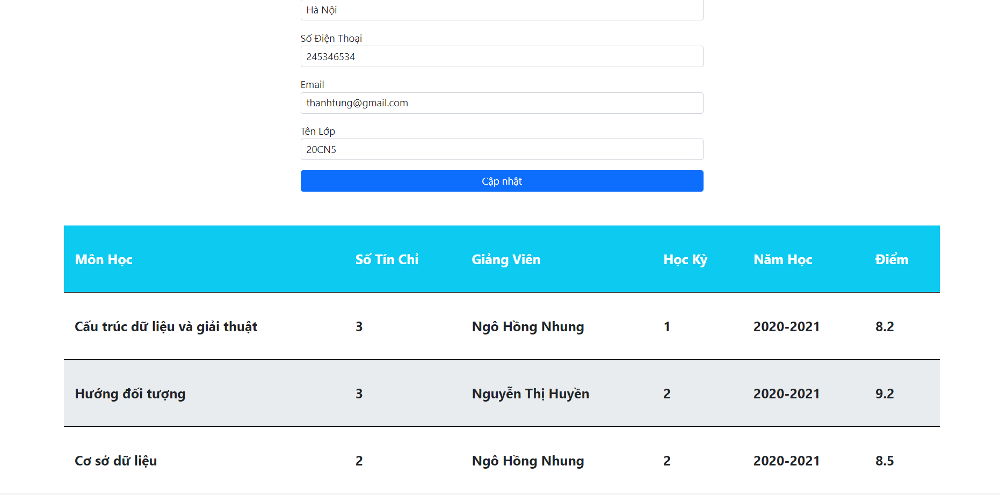 Hà Nội
Số Điện Thoại
245346534
Email
thanhtung@gmail.com
Tên Lớp
20CN5
Cập nhật
Môn Học Số Tín Chỉ Giảng Viên Học Kỳ Năm Học Điểm
Cấu trúc dữ liệu và giải thuật 3 Ngô Hồng Nhung 1 2020-2021 8.2
Hướng đối tượng 3 Nguyễn Thị Huyền 2 2020-2021 9.2
Cơ sở dữ liệu 2 Ngô Hồng Nhung 2 2020-2021 8.5